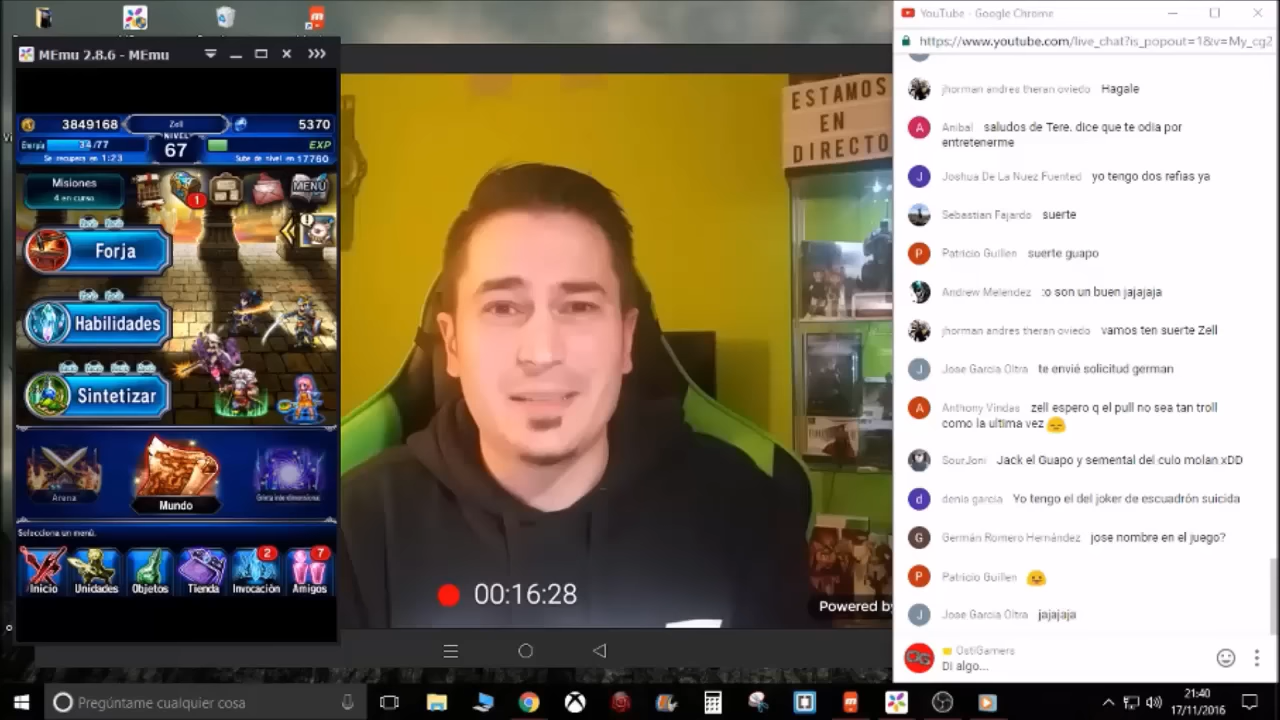 MEmu 2.8.6 - MEmu
3849168
Zell
5370
NIVEL
67
Energía
34/77
EXP
Se recupera en 1:23
Sube de nivel en 17760
Misiones
4 en curso
1
MENÚ
Forja
Habilidades
Sintetizar
Arena
Mundo
Grieta interdimensional
Selecciona un menú.
2
7
Inicio
Unidades
Objetos
Tienda
Invocación
Amigos
ESTAMOS
EN
DIRECTO
00:16:28
Powered by
YouTube - Google Chrome
https://www.youtube.com/live_chat?is_popout=1&v=My_cg2
jhorman andres theran oviedo Hagale
Anibal saludos de Tere. dice que te odia por
entretenerme
Joshua De La Nuez Fuented yo tengo dos refias ya
Sebastian Fajardo suerte
Patricio Guillen suerte guapo
Andrew Melendez :o son un buen jajajaja
jhorman andres theran oviedo vamos ten suerte Zell
Jose Garcia Oltra te envié solicitud german
Anthony Vindas zell espero q el pull no sea tan troll
como la ultima vez
SourJoni Jack el Guapo y semental del culo molan xDD
denis garcia Yo tengo el del joker de escuadrón suicida
Germán Romero Hernández jose nombre en el juego?
Patricio Guillen
Jose Garcia Oltra jajajaja
OstiGamers
Di algo...
Pregúntame cualquier cosa
21:40
17/11/2016